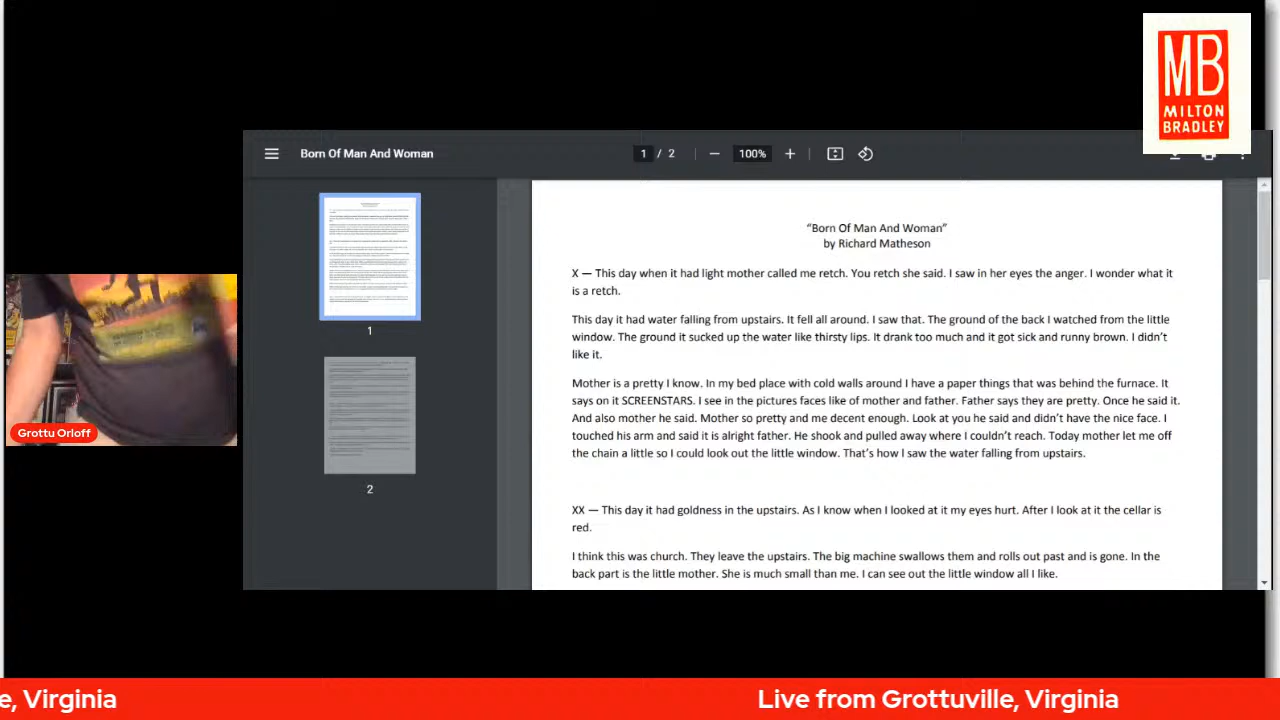 MB
MILTON
BRADLEY
Born Of Man And Woman
1 / 2
100%
1
2
“Born Of Man And Woman”
by Richard Matheson
X — This day when it had light mother called me retch. You retch she said. I saw in her eyes the anger. I wonder what it
is a retch.
This day it had water falling from upstairs. It fell all around. I saw that. The ground of the back I watched from the little
window. The ground it sucked up the water like thirsty lips. It drank too much and it got sick and runny brown. I didn’t
like it.
Mother is a pretty I know. In my bed place with cold walls around I have a paper things that was behind the furnace. It
says on it SCREENSTARS. I see in the pictures faces like of mother and father. Father says they are pretty. Once he said it.
And also mother he said. Mother so pretty and me decent enough. Look at you he said and didn’t have the nice face. I
touched his arm and said it is alright father. He shook and pulled away where I couldn’t reach. Today mother let me off
the chain a little so I could look out the little window. That’s how I saw the water falling from upstairs.
XX — This day it had goldness in the upstairs. As I know when I looked at it my eyes hurt. After I look at it the cellar is
red.
I think this was church. They leave the upstairs. The big machine swallows them and rolls out past and is gone. In the
back part is the little mother. She is much small than me. I can see out the little window all I like.
Grottu Orloff
e, Virginia
Live from Grottuville, Virginia